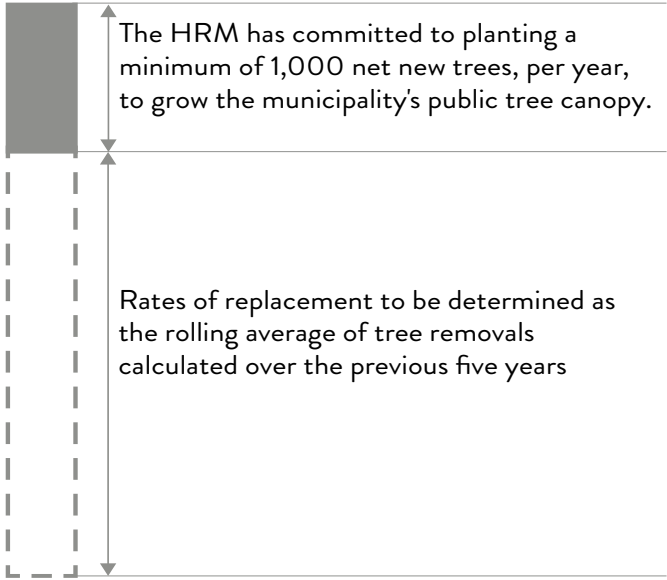 The HRM has committed to planting a
minimum of 1,000 net new trees, per year,
to grow the municipality's public tree canopy.
Rates of replacement to be determined as
the rolling average of tree removals
calculated over the previous five years